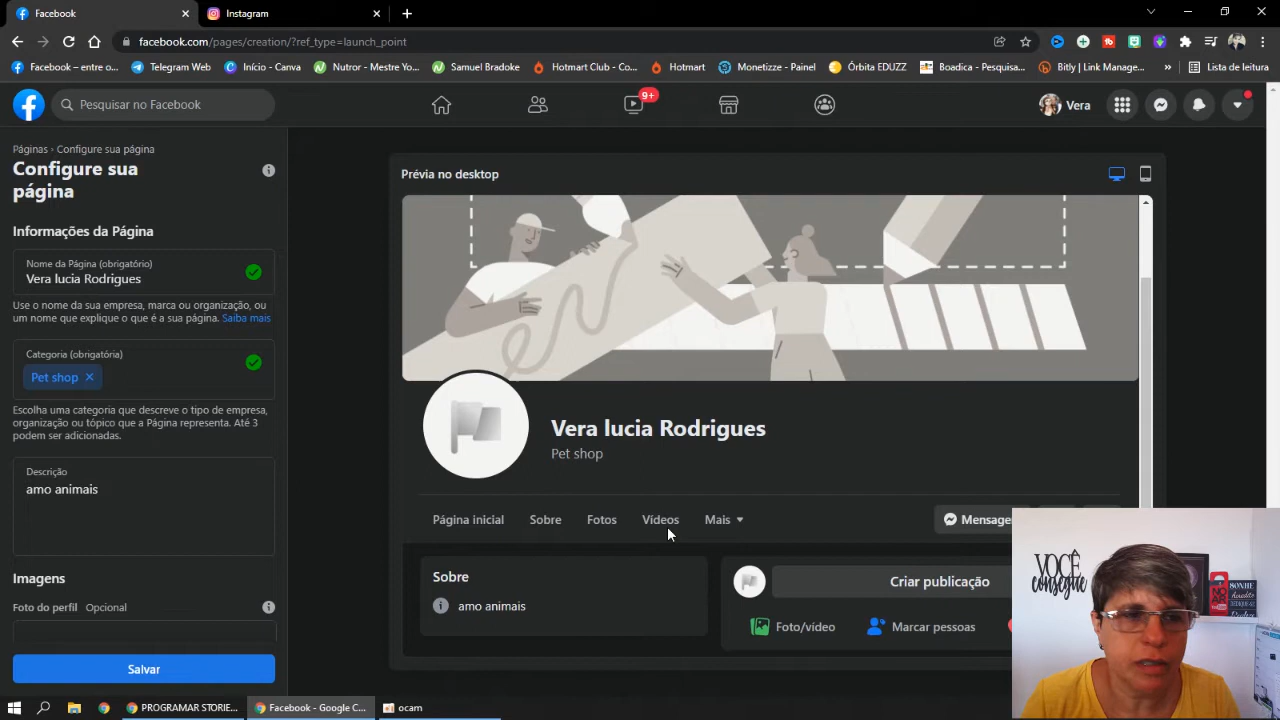 Facebook
Instagram
facebook.com/pages/creation/?ref_type=launch_point
Facebook – entre o...
Telegram Web
Início - Canva
Nutror - Mestre Yo...
Samuel Bradoke
Hotmart Club - Co...
Hotmart
Monetizze - Painel
Órbita EDUZZ
Boadica - Pesquisa...
Bitly | Link Manage...
»
Lista de leitura
Pesquisar no Facebook
9+
Vera
Páginas › Configure sua página
Configure sua
página
Informações da Página
Nome da Página (obrigatório)
Vera lucia Rodrigues
Use o nome da sua empresa, marca ou organização, ou
um nome que explique o que é a sua página. Saiba mais
Categoria (obrigatória)
Pet shop
Escolha uma categoria que descreve o tipo de empresa,
organização ou tópico que a Página representa. Até 3
podem ser adicionadas.
Descrição
amo animais
Imagens
Foto do perfil Opcional
Salvar
Prévia no desktop
Vera lucia Rodrigues
Pet shop
Página inicial
Sobre
Fotos
Vídeos
Mais
Mensage
Sobre
amo animais
Criar publicação
Foto/vídeo
Marcar pessoas
VOCÊ
consegue
SONHE
PROGRAMAR STORIE...
Facebook - Google C...
ocam